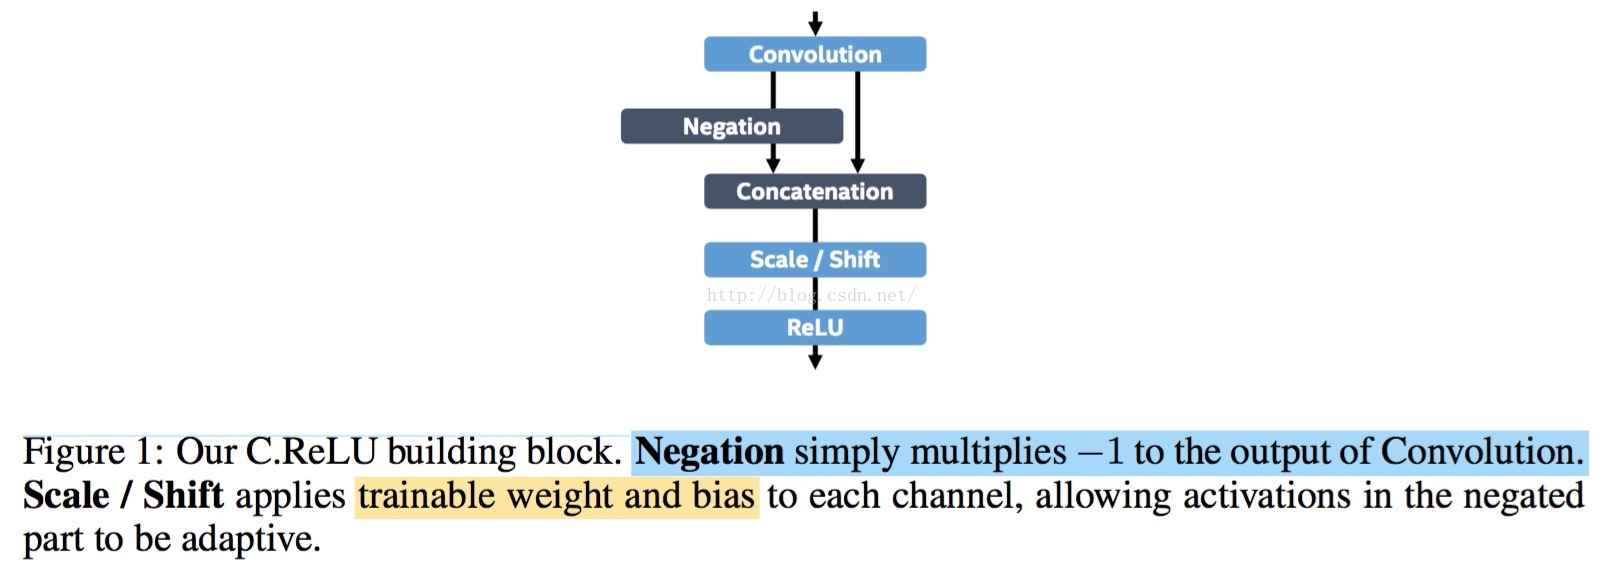 Convolution
Negation
Concatenation
Scale / Shift
http://blog.csdn.net/
ReLU
Figure 1: Our C.ReLU building block. Negation simply multiplies −1 to the output of Convolution.
Scale / Shift applies trainable weight and bias to each channel, allowing activations in the negated
part to be adaptive.